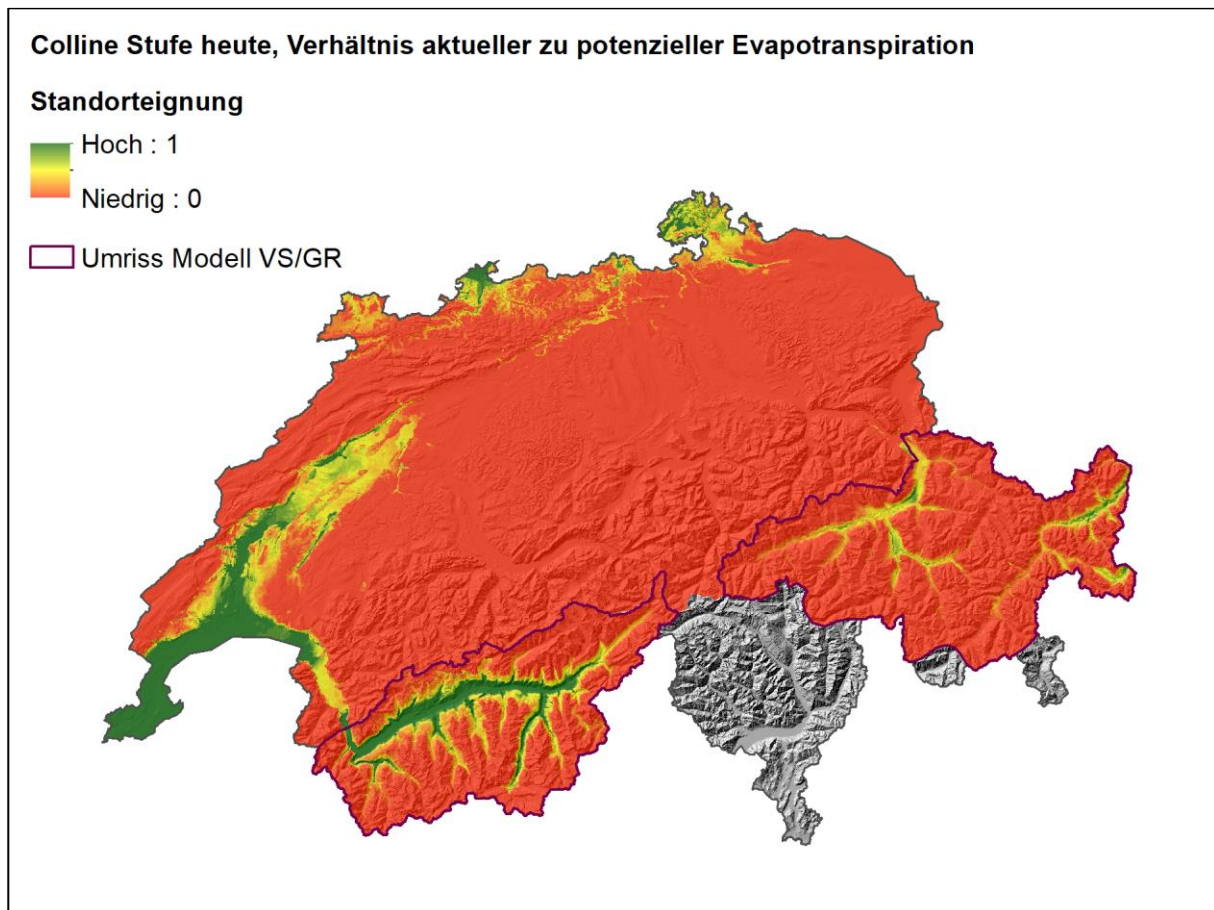 Colline Stufe heute, Verhältnis aktueller zu potenzieller Evapotranspiration
Standorteignung
Hoch : 1
Niedrig : 0
Umriss Modell VS/GR